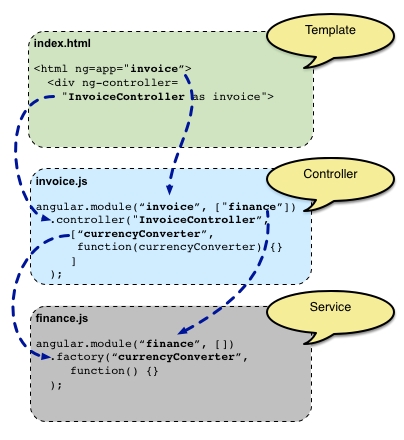 Template
index.html
<html ng=app="invoice“>
<div ng-controller=
"InvoiceController as invoice">
Controller
invoice.js
angular.module(“invoice”, ["finance"])
.controller("InvoiceController“,
[“currencyConverter”,
function(currencyConverter) {}
]
);
Service
finance.js
angular.module(“finance”, [])
.factory(“currencyConverter”,
function() {}
);